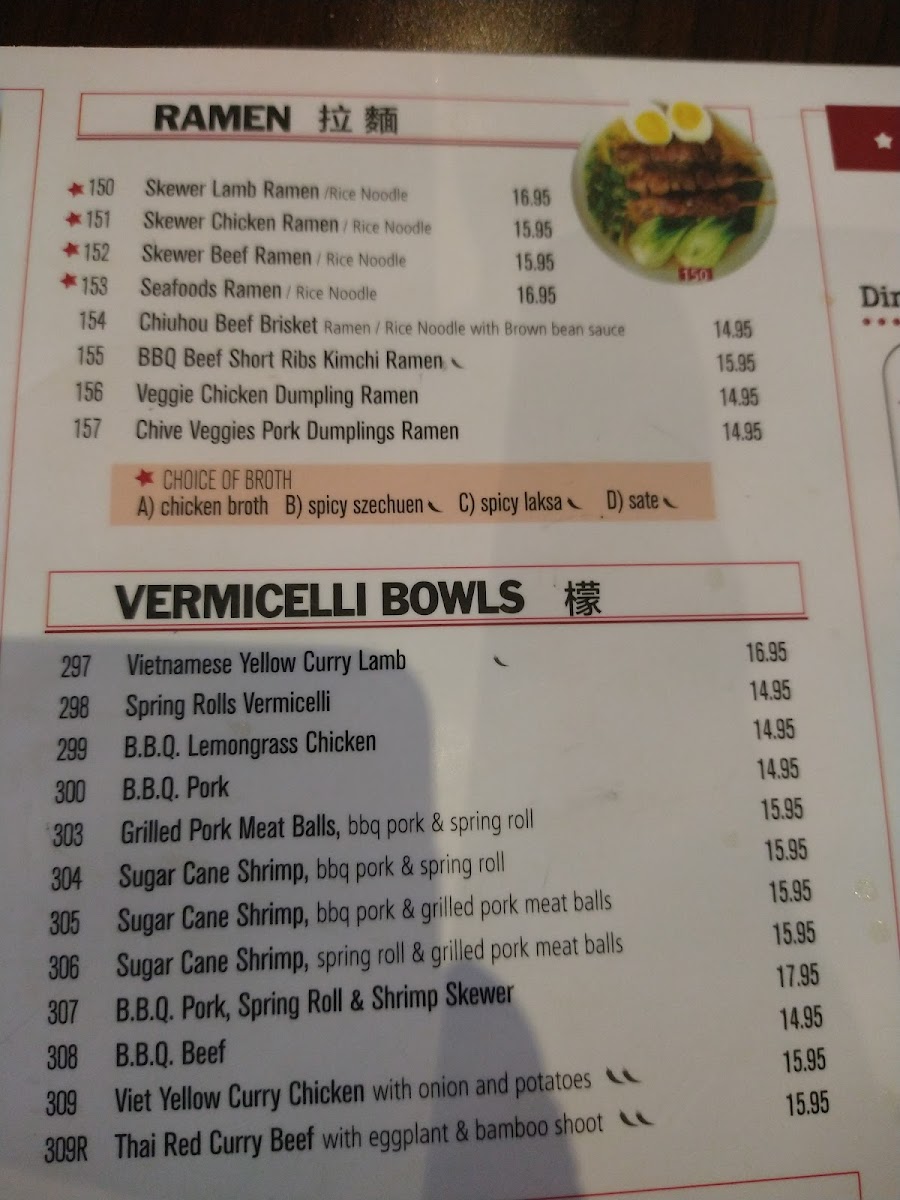 RAMEN 拉麵
150 Skewer Lamb Ramen /Rice Noodle 16.95
151 Skewer Chicken Ramen / Rice Noodle 15.95
152 Skewer Beef Ramen / Rice Noodle 15.95
153 Seafoods Ramen / Rice Noodle 16.95
150
154 Chiuhou Beef Brisket Ramen / Rice Noodle with Brown bean sauce 14.95
155 BBQ Beef Short Ribs Kimchi Ramen 15.95
156 Veggie Chicken Dumpling Ramen 14.95
157 Chive Veggies Pork Dumplings Ramen 14.95
CHOICE OF BROTH
A) chicken broth B) spicy szechuen C) spicy laksa D) sate
VERMICELLI BOWLS 檬
297 Vietnamese Yellow Curry Lamb 16.95
298 Spring Rolls Vermicelli 14.95
299 B.B.Q. Lemongrass Chicken 14.95
300 B.B.Q. Pork 14.95
303 Grilled Pork Meat Balls, bbq pork & spring roll 15.95
304 Sugar Cane Shrimp, bbq pork & spring roll 15.95
305 Sugar Cane Shrimp, bbq pork & grilled pork meat balls 15.95
306 Sugar Cane Shrimp, spring roll & grilled pork meat balls 15.95
307 B.B.Q. Pork, Spring Roll & Shrimp Skewer 17.95
308 B.B.Q. Beef 14.95
309 Viet Yellow Curry Chicken with onion and potatoes 15.95
309R Thai Red Curry Beef with eggplant & bamboo shoot 15.95